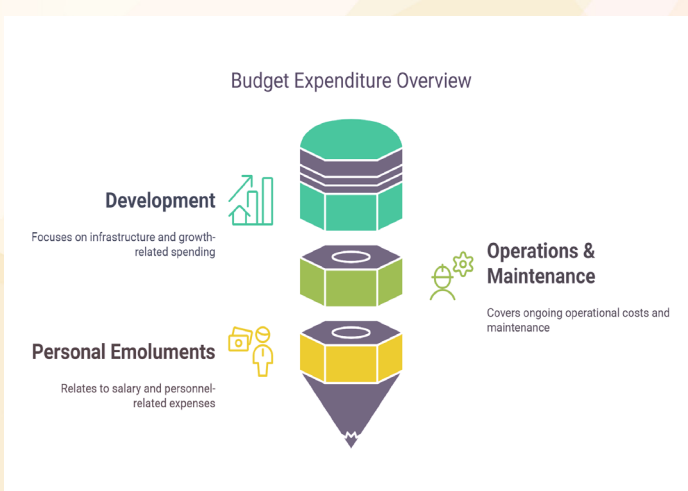 Budget Expenditure Overview
Development
Focuses on infrastructure and growth-
related spending
Operations &
Maintenance
Covers ongoing operational costs and
maintenance
Personal Emoluments
Relates to salary and personnel-
related expenses